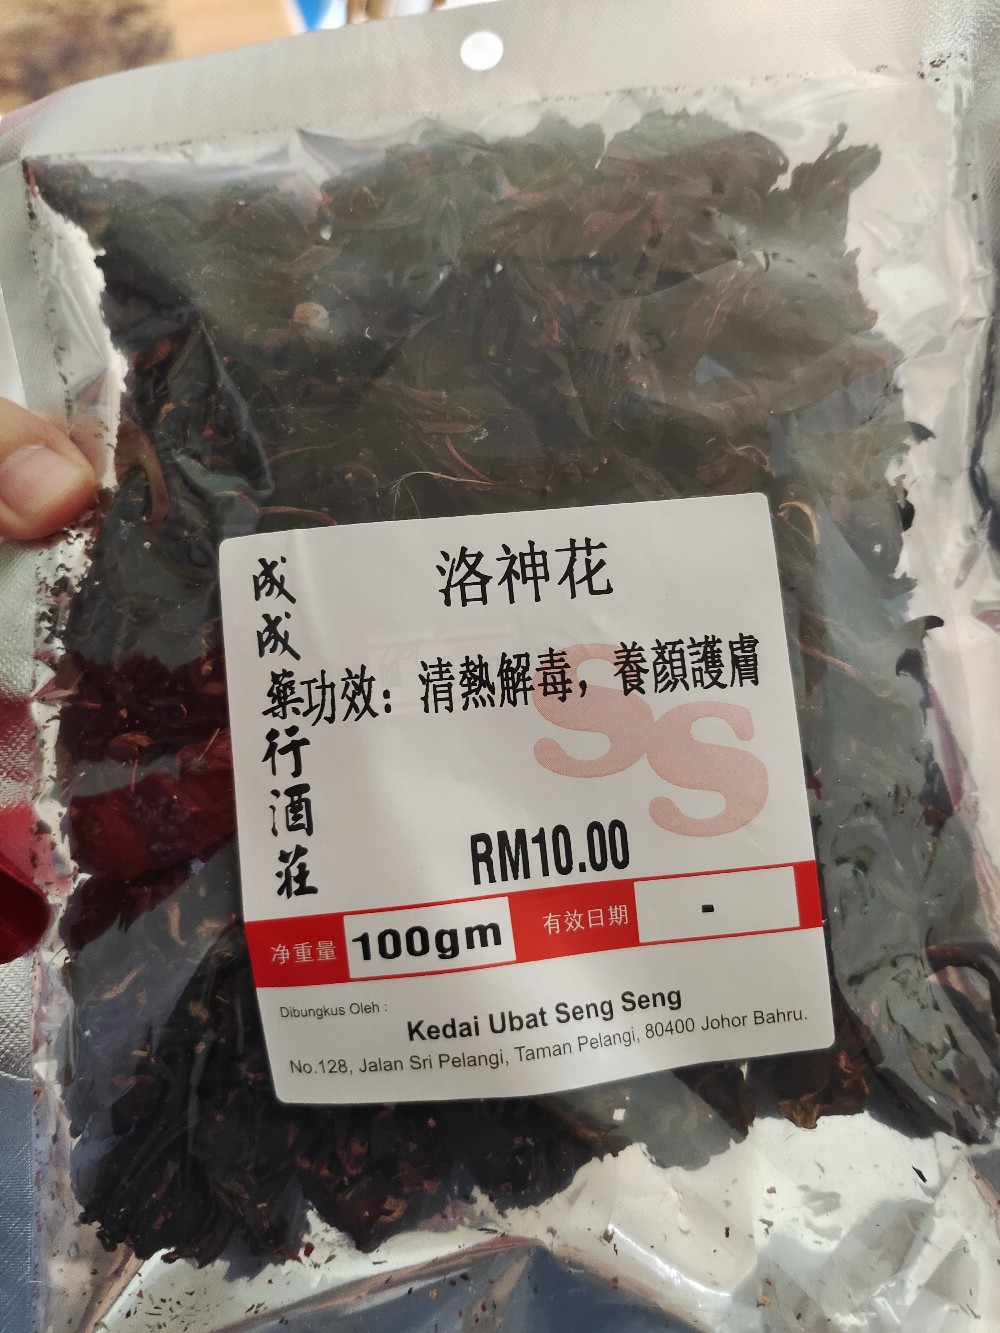 洛神花
成成藥行酒莊
功效：清熱解毒，養顏護膚
SS
RM10.00
净重量 100gm 有效日期 -
Dibungkus Oleh :
Kedai Ubat Seng Seng
No.128, Jalan Sri Pelangi, Taman Pelangi, 80400 Johor Bahru.